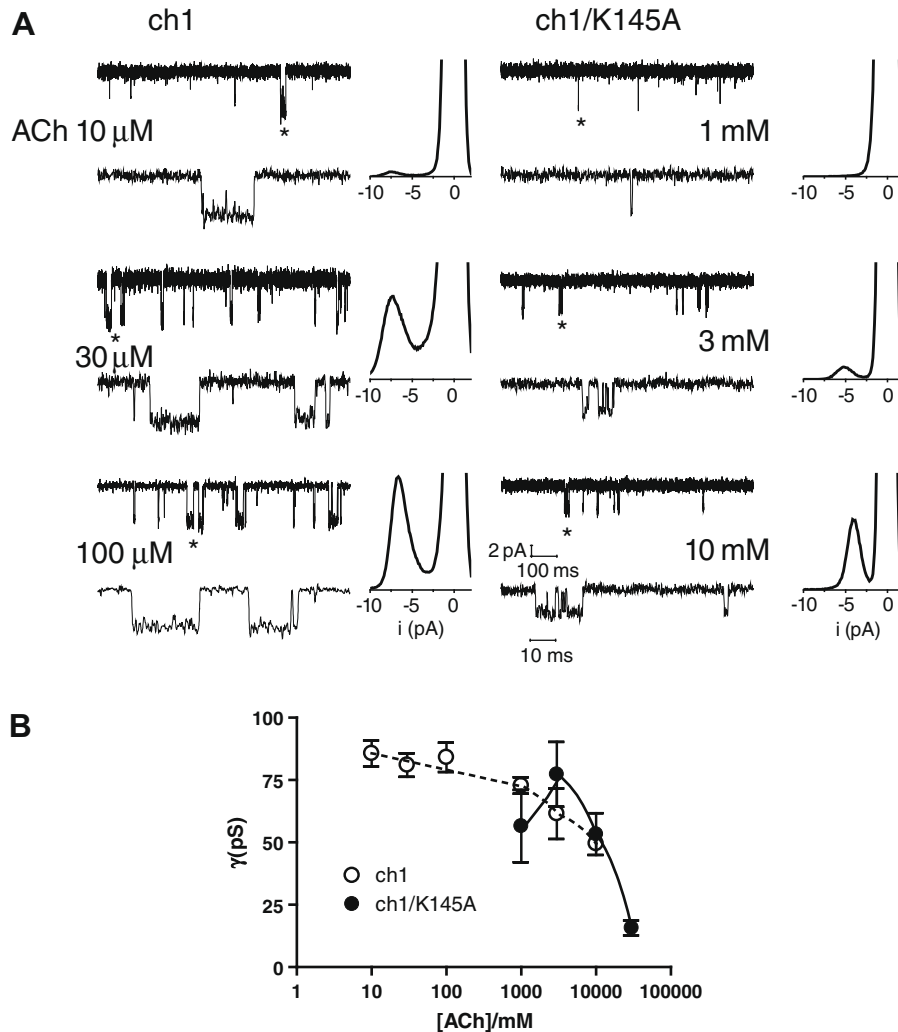 A
ch1
ch1/K145A
ACh 10 µM
*
-10 -5 0
*
1 mM
-10 -5 0
*
30 µM
-10 -5 0
*
3 mM
-10 -5 0
*
100 µM
-10 -5 0
i (pA)
*
2 pA
100 ms
10 mM
10 ms
-10 -5 0
i (pA)
B
100
75
50
25
0
γ(pS)
ch1
ch1/K145A
1 10 100 1000 10000 100000
[ACh]/mM